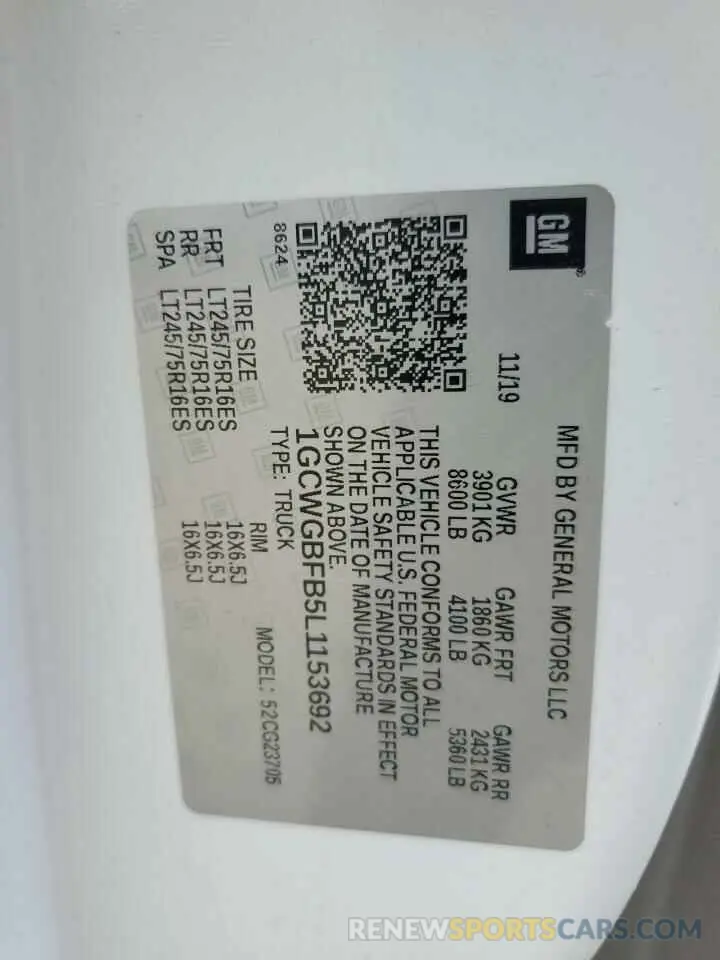 GM
MFD BY GENERAL MOTORS LLC
11/19 GVWR GAWR FRT GAWR RR
3901 KG 1860 KG 2431 KG
8600 LB 4100 LB 5360 LB
THIS VEHICLE CONFORMS TO ALL
APPLICABLE U.S. FEDERAL MOTOR
VEHICLE SAFETY STANDARDS IN EFFECT
ON THE DATE OF MANUFACTURE
SHOWN ABOVE.
1GCWGBFB5L1153692
8624 TYPE: TRUCK MODEL: 52CG23705
TIRE SIZE RIM
FRT LT245/75R16ES 16X6.5J
RR LT245/75R16ES 16X6.5J
SPA LT245/75R16ES 16X6.5J
RENEWSPORTSCARS.COM